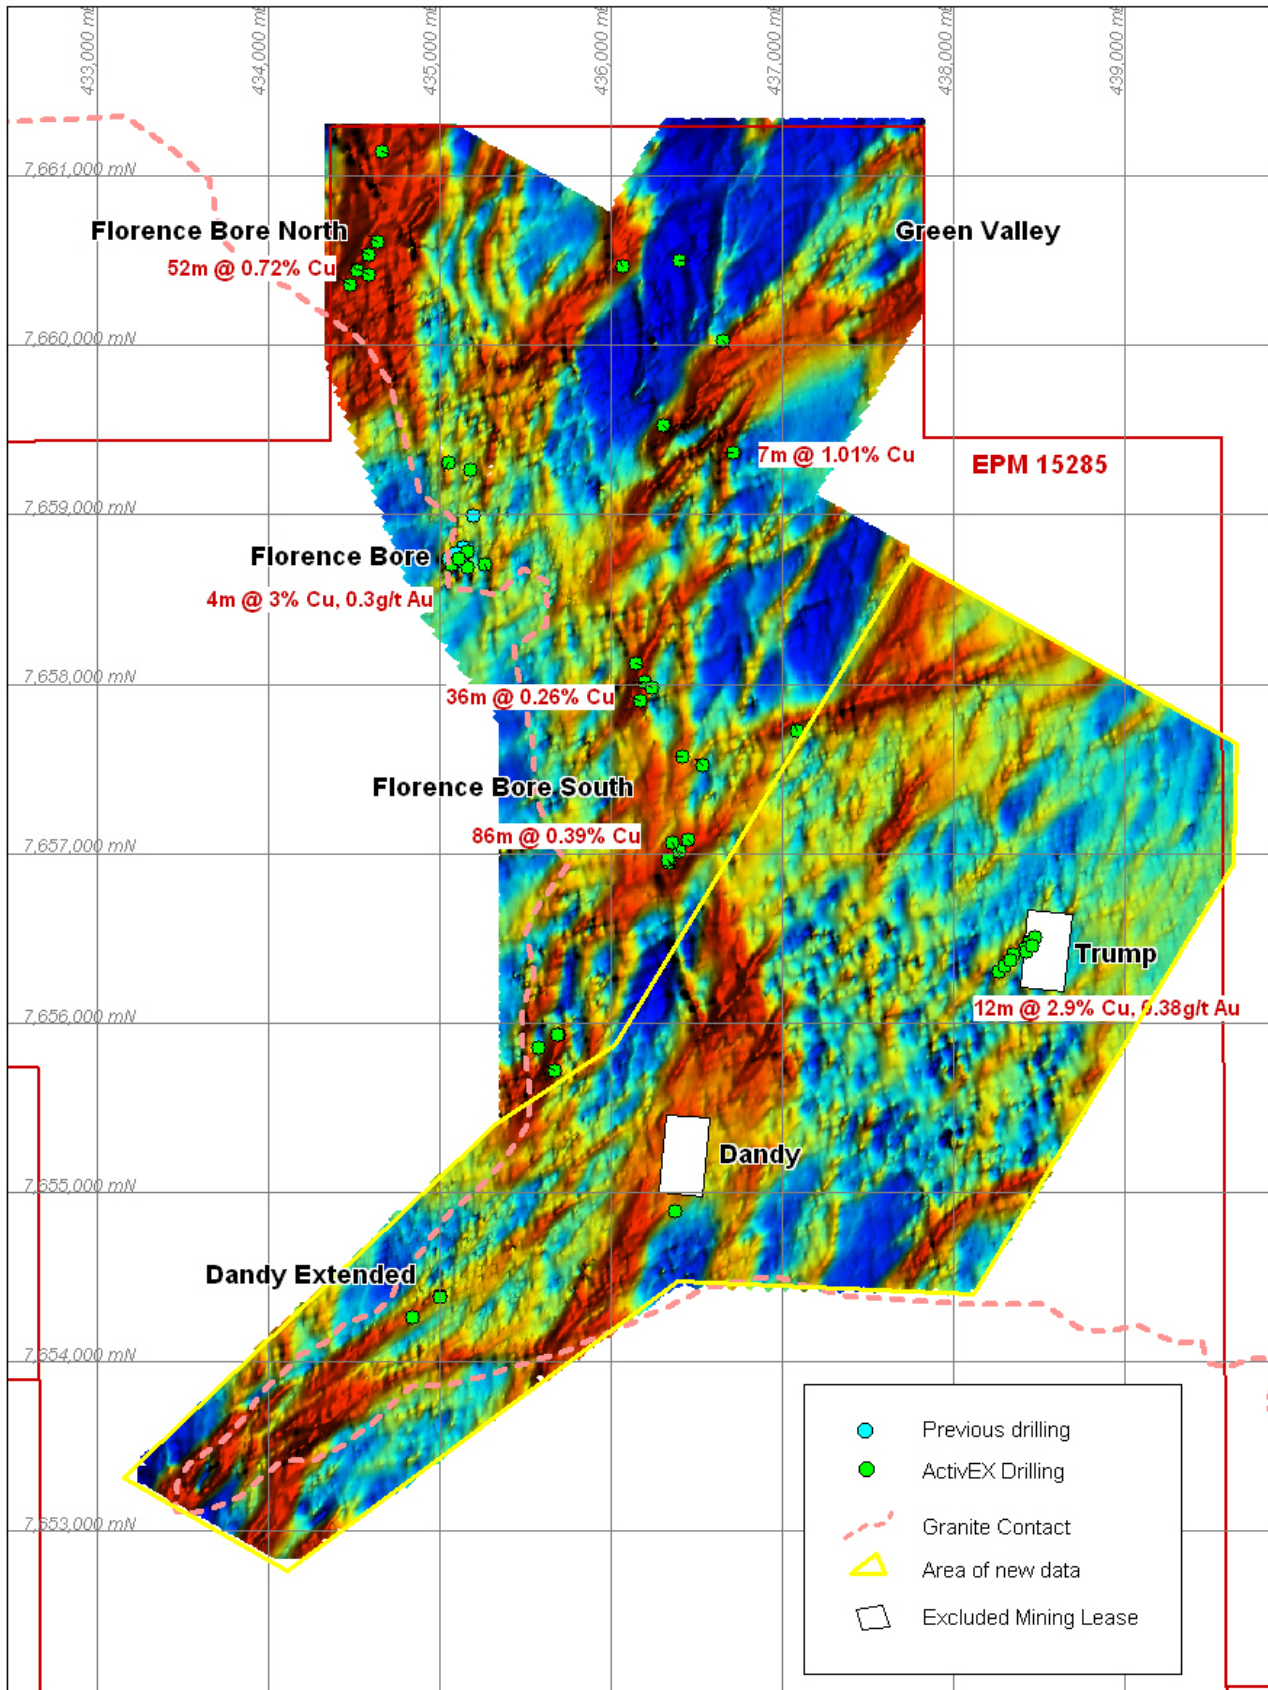 433,000 mE
434,000 mE
435,000 mE
436,000 mE
437,000 mE
438,000 mE
439,000 mE
7,661,000 mN
Florence Bore North
Green Valley
52m @ 0.72% Cu
7,660,000 mN
7m @ 1.01% Cu
EPM 15285
7,659,000 mN
Florence Bore
4m @ 3% Cu, 0.3g/t Au
7,658,000 mN
36m @ 0.26% Cu
Florence Bore South
86m @ 0.39% Cu
7,657,000 mN
Trump
12m @ 2.9% Cu, 0.38g/t Au
7,656,000 mN
Dandy
7,655,000 mN
Dandy Extended
7,654,000 mN
Previous drilling
ActivEX Drilling
7,653,000 mN
Granite Contact
Area of new data
Excluded Mining Lease